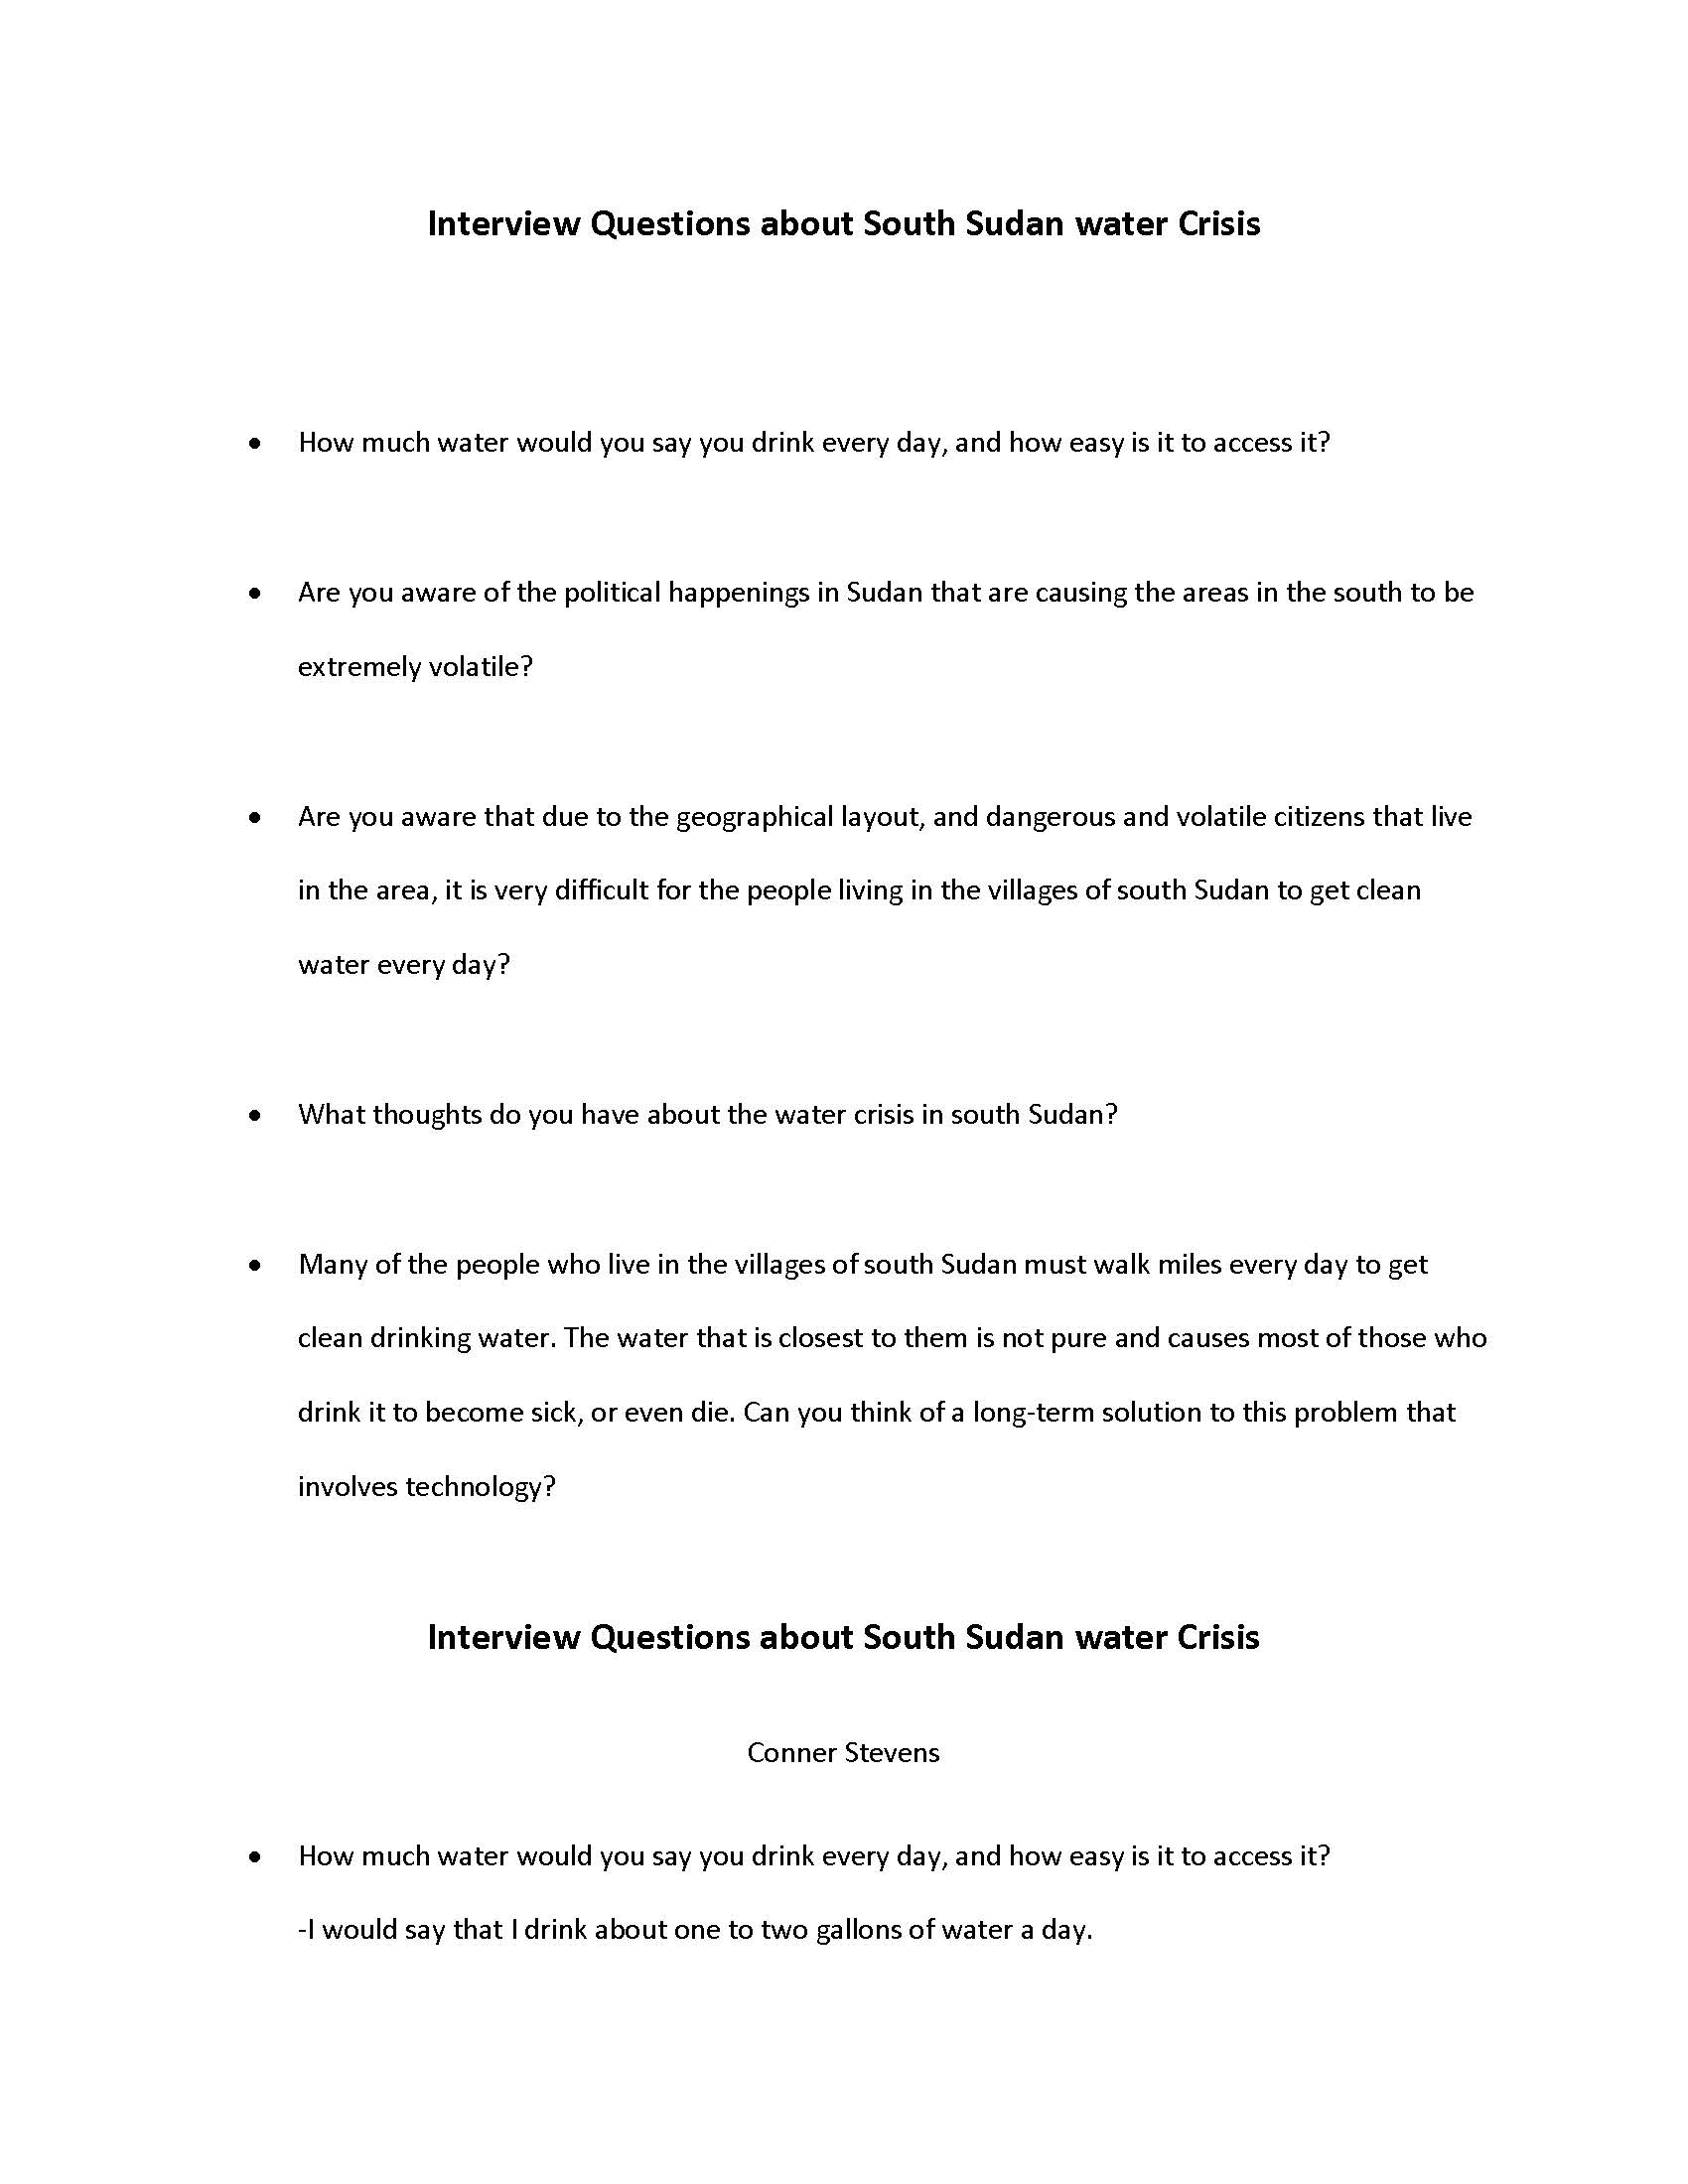 Interview Questions about South Sudan water Crisis
• How much water would you say you drink every day, and how easy is it to access it?
• Are you aware of the political happenings in Sudan that are causing the areas in the south to be
extremely volatile?
• Are you aware that due to the geographical layout, and dangerous and volatile citizens that live
in the area, it is very difficult for the people living in the villages of south Sudan to get clean
water every day?
• What thoughts do you have about the water crisis in south Sudan?
• Many of the people who live in the villages of south Sudan must walk miles every day to get
clean drinking water. The water that is closest to them is not pure and causes most of those who
drink it to become sick, or even die. Can you think of a long-term solution to this problem that
involves technology?
Interview Questions about South Sudan water Crisis
Conner Stevens
• How much water would you say you drink every day, and how easy is it to access it?
-I would say that I drink about one to two gallons of water a day.